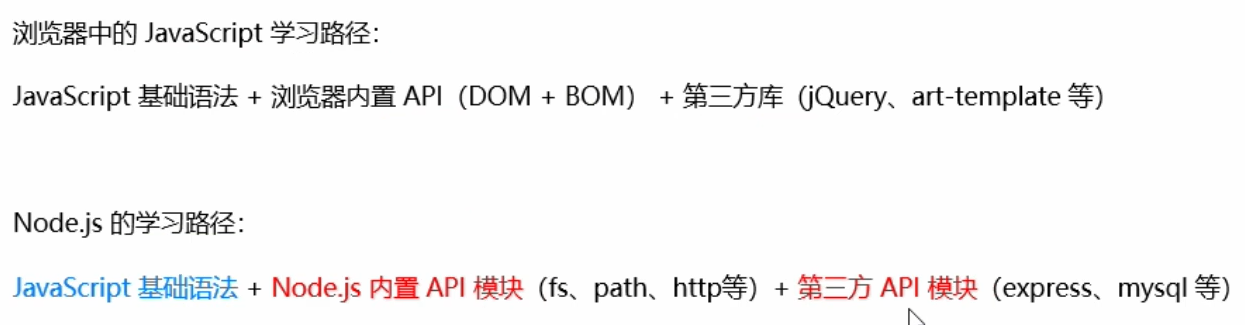 浏览器中的 JavaScript 学习路径：
JavaScript 基础语法 + 浏览器内置 API（DOM + BOM） + 第三方库（jQuery、art-template 等）
Node.js 的学习路径：
JavaScript 基础语法 + Node.js 内置 API 模块（fs、path、http等）+ 第三方 API 模块（express、mysql 等）